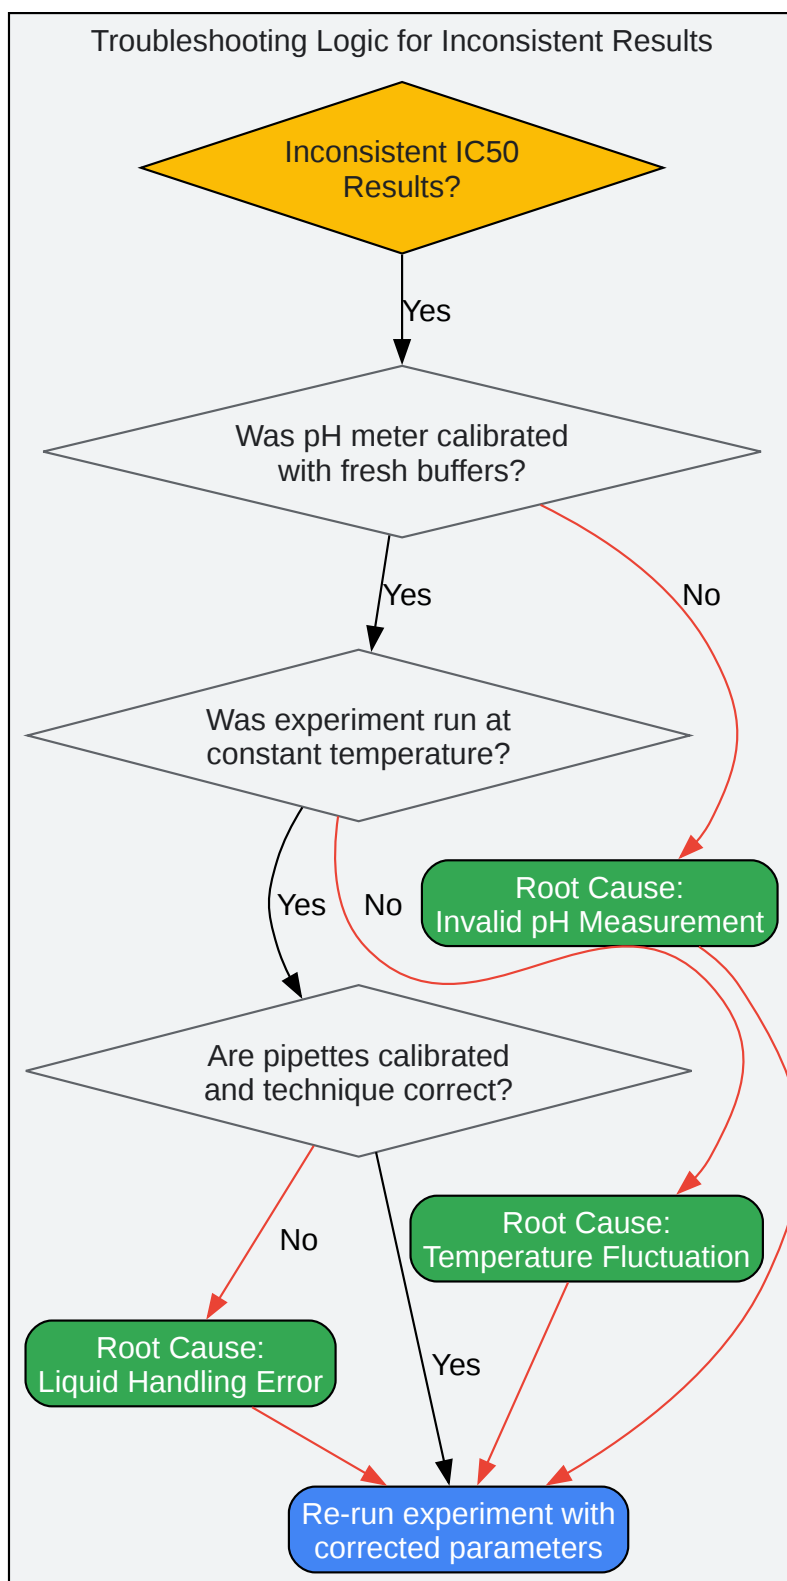 Troubleshooting Logic for Inconsistent Results
Inconsistent IC50
Results?
Yes
Was pH meter calibrated
with fresh buffers?
Yes
No
Was experiment run at
constant temperature?
Yes
No
Root Cause:
Invalid pH Measurement
Are pipettes calibrated
and technique correct?
No
Root Cause:
Temperature Fluctuation
Root Cause:
Liquid Handling Error
Yes
Re-run experiment with
corrected parameters